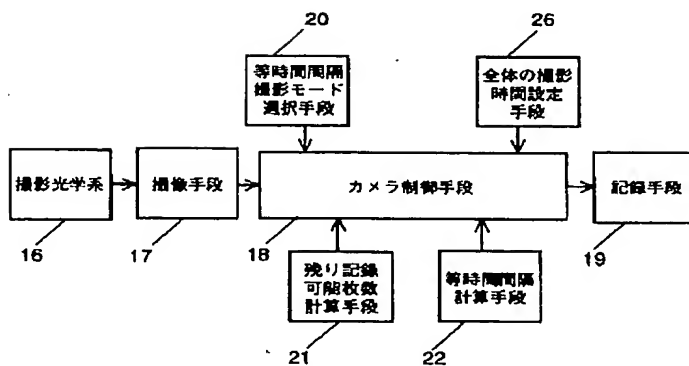 20
26
等時間間隔
撮影モード
選択手段
全体の撮影
時間設定
手段
撮影光学系
撮像手段
カメラ制御手段
記録手段
16
17
18
19
残り記録
可能枚数
計算手段
等時間間隔
計算手段
21
22